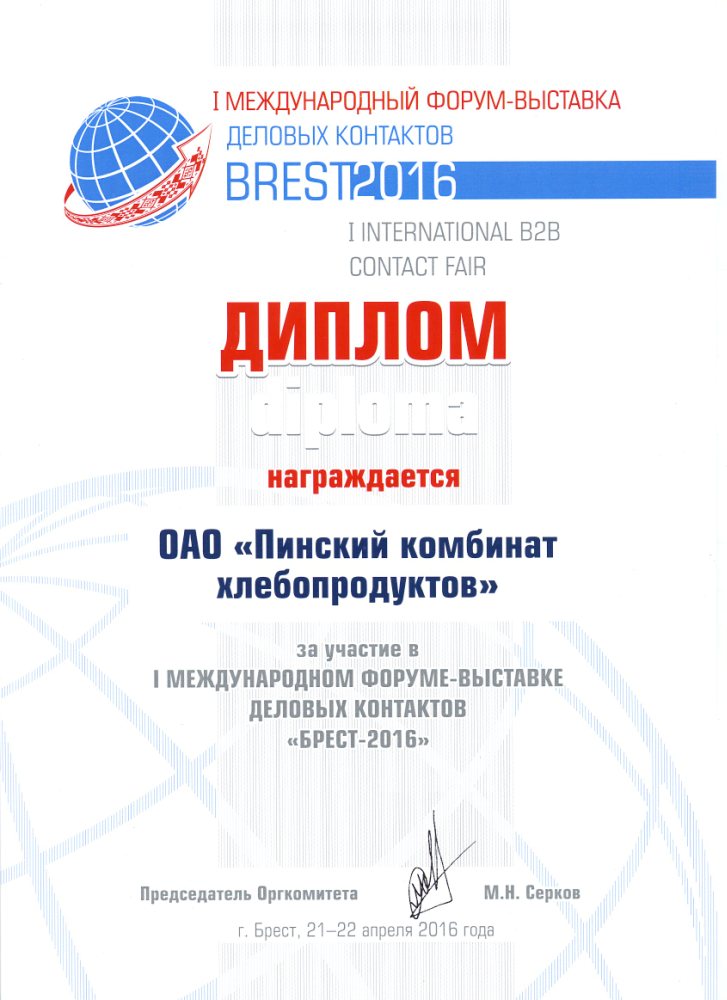 I МЕЖДУНАРОДНЫЙ ФОРУМ-ВЫСТАВКА
ДЕЛОВЫХ КОНТАКТОВ
BREST2016
I INTERNATIONAL B2B
CONTACT FAIR
ДИПЛОМ
diploma
награждается
ОАО «Пинский комбинат
хлебопродуктов»
за участие в
I МЕЖДУНАРОДНОМ ФОРУМЕ-ВЫСТАВКЕ
ДЕЛОВЫХ КОНТАКТОВ
«БРЕСТ-2016»
Председатель Оргкомитета М.Н. Серков
г. Брест, 21–22 апреля 2016 года